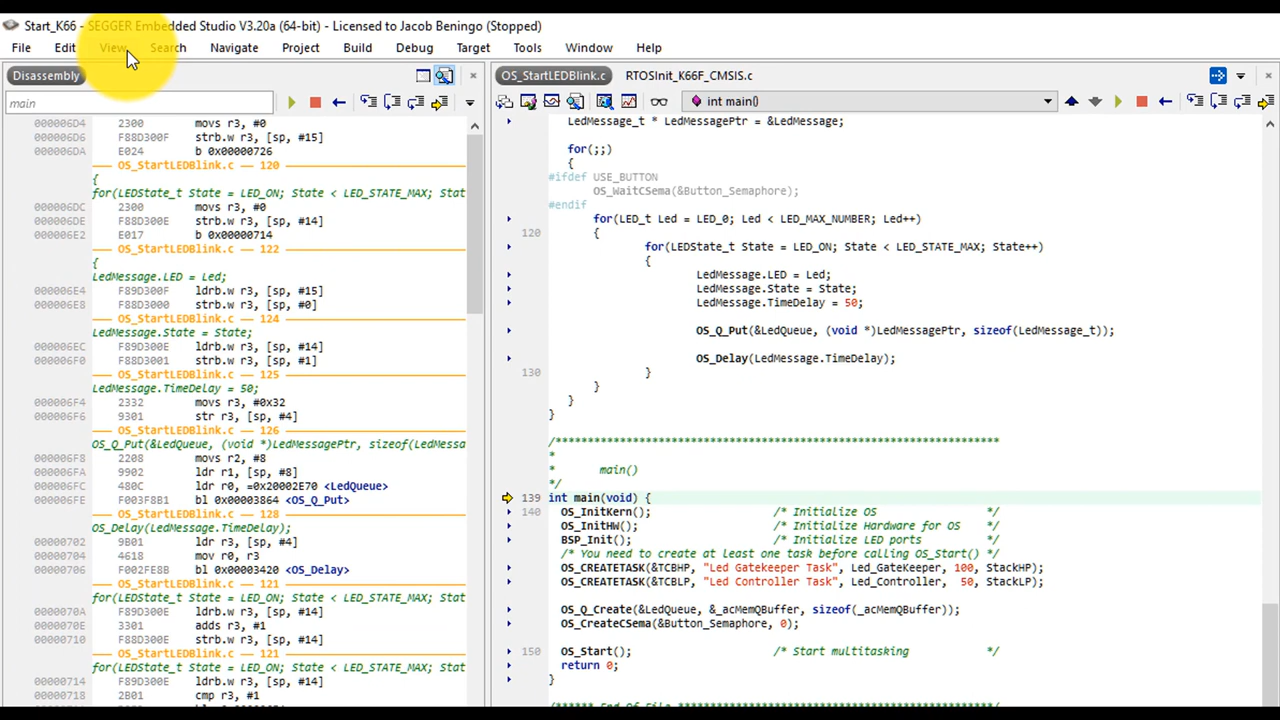 Start_K66 - SEGGER Embedded Studio V3.20a (64-bit) - Licensed to Jacob Beningo (Stopped)
File Edit View Search Navigate Project Build Debug Target Tools Window Help
Disassembly
main
000006D4 2300 movs r3, #0
000006D6 F88D300F strb.w r3, [sp, #15]
000006DA E024 b 0x00000726
OS_StartLEDBlink.c — 120
{
for(LEDState_t State = LED_ON; State < LED_STATE_MAX; Stat
000006DC 2300 movs r3, #0
000006DE F88D300E strb.w r3, [sp, #14]
000006E2 E017 b 0x00000714
OS_StartLEDBlink.c — 122
{
LedMessage.LED = Led;
000006E4 F89D300F ldrb.w r3, [sp, #15]
000006E8 F88D3000 strb.w r3, [sp, #0]
OS_StartLEDBlink.c — 124
LedMessage.State = State;
000006EC F89D300E ldrb.w r3, [sp, #14]
000006F0 F88D3001 strb.w r3, [sp, #1]
OS_StartLEDBlink.c — 125
LedMessage.TimeDelay = 50;
000006F4 2332 movs r3, #0x32
000006F6 9301 str r3, [sp, #4]
OS_StartLEDBlink.c — 126
OS_Q_Put(&LedQueue, (void *)LedMessagePtr, sizeof(LedMessa
000006F8 2208 movs r2, #8
000006FA 9902 ldr r1, [sp, #8]
000006FC 480C ldr r0, =0x20002E70 <LedQueue>
000006FE F003F8B1 bl 0x00003864 <OS_Q_Put>
OS_StartLEDBlink.c — 128
OS_Delay(LedMessage.TimeDelay);
00000702 9B01 ldr r3, [sp, #4]
00000704 4618 mov r0, r3
00000706 F002FE8B bl 0x00003420 <OS_Delay>
OS_StartLEDBlink.c — 121
for(LEDState_t State = LED_ON; State < LED_STATE_MAX; Stat
0000070A F89D300E ldrb.w r3, [sp, #14]
0000070E 3301 adds r3, #1
00000710 F88D300E strb.w r3, [sp, #14]
OS_StartLEDBlink.c — 121
for(LEDState_t State = LED_ON; State < LED_STATE_MAX; Stat
00000714 F89D300E ldrb.w r3, [sp, #14]
00000718 2B01 cmp r3, #1
OS_StartLEDBlink.c RTOSInit_K66F_CMSIS.c
int main()
LedMessage_t * LedMessagePtr = &LedMessage;
for(;;)
{
#ifdef USE_BUTTON
OS_WaitCSema(&Button_Semaphore);
#endif
for(LED_t Led = LED_0; Led < LED_MAX_NUMBER; Led++)
120 {
for(LEDState_t State = LED_ON; State < LED_STATE_MAX; State++)
{
LedMessage.LED = Led;
LedMessage.State = State;
LedMessage.TimeDelay = 50;
OS_Q_Put(&LedQueue, (void *)LedMessagePtr, sizeof(LedMessage_t));
OS_Delay(LedMessage.TimeDelay);
130 }
}
}
}
/*********************************************************************
*
* main()
*/
139 int main(void) {
140 OS_InitKern(); /* Initialize OS */
OS_InitHW(); /* Initialize Hardware for OS */
BSP_Init(); /* Initialize LED ports */
/* You need to create at least one task before calling OS_Start() */
OS_CREATETASK(&TCBHP, "Led Gatekeeper Task", Led_GateKeeper, 100, StackHP);
OS_CREATETASK(&TCBLP, "Led Controller Task", Led_Controller, 50, StackLP);
OS_Q_Create(&LedQueue, &_acMemQBuffer, sizeof(_acMemQBuffer));
OS_CreateCSema(&Button_Semaphore, 0);
150 OS_Start(); /* Start multitasking */
return 0;
}